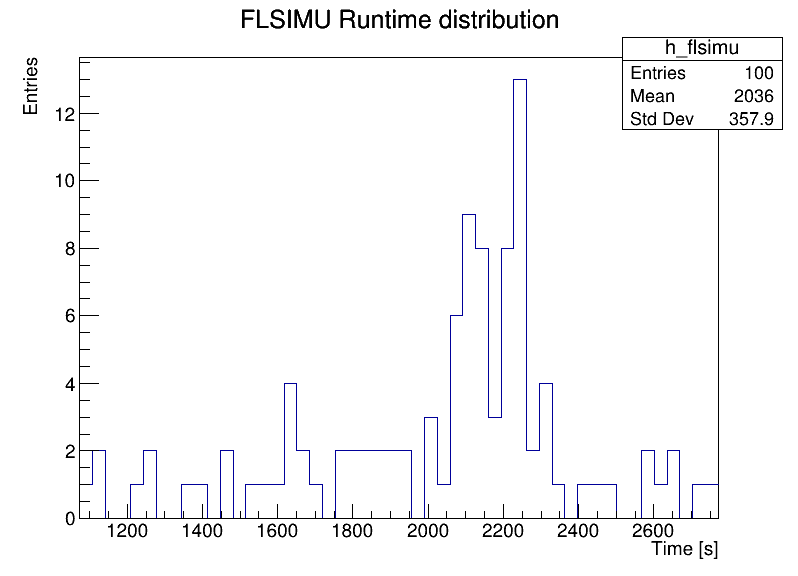 FLSIMU Runtime distribution
h_flsimu
Entries 100
Mean 2036
Std Dev 357.9
Entries
12
10
8
6
4
2
0
1200 1400 1600 1800 2000 2200 2400 2600
Time [s]